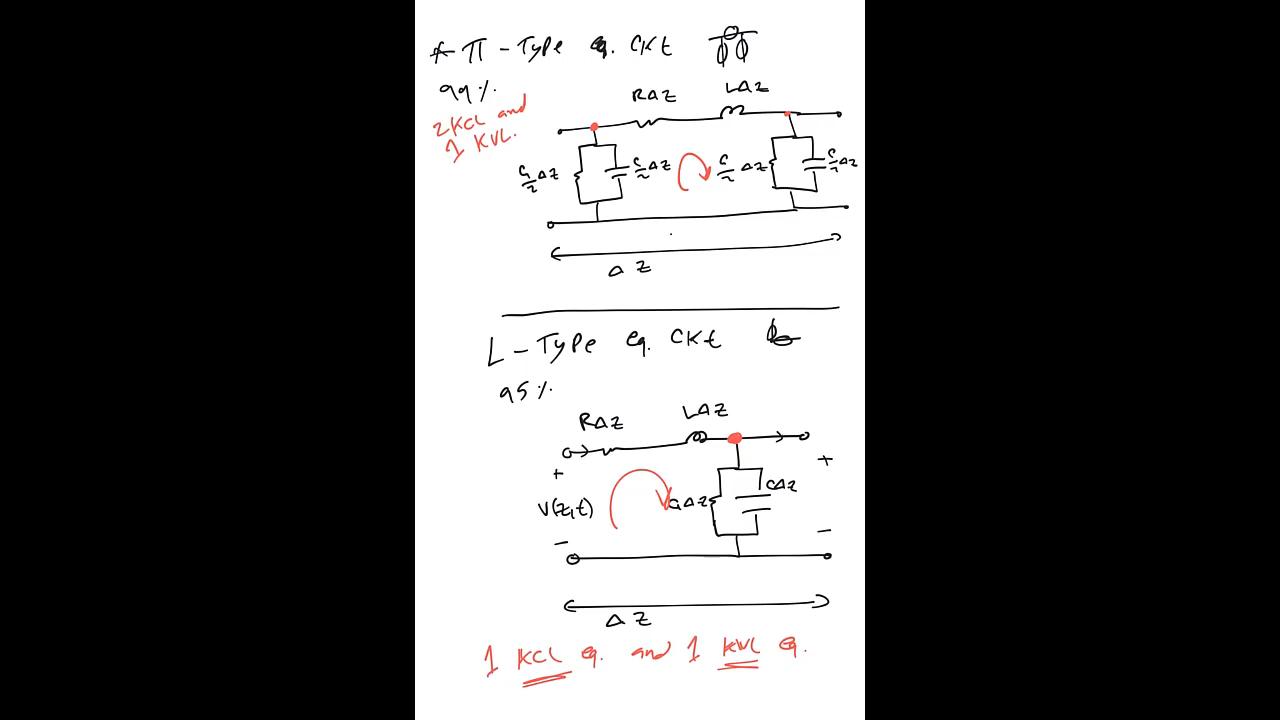 π - Type eq. CKt
99%
RΔZ
LΔZ
2KCL and
1 KVL.
G/2 ΔZ
C/2 ΔZ
G/2 ΔZ
C/2 ΔZ
ΔZ
L - Type eq. CKt
95%
RΔZ
LΔZ
+
+
V(z,t)
GΔZ
CΔZ
-
-
ΔZ
1 KCL eq. and 1 KVL eq.